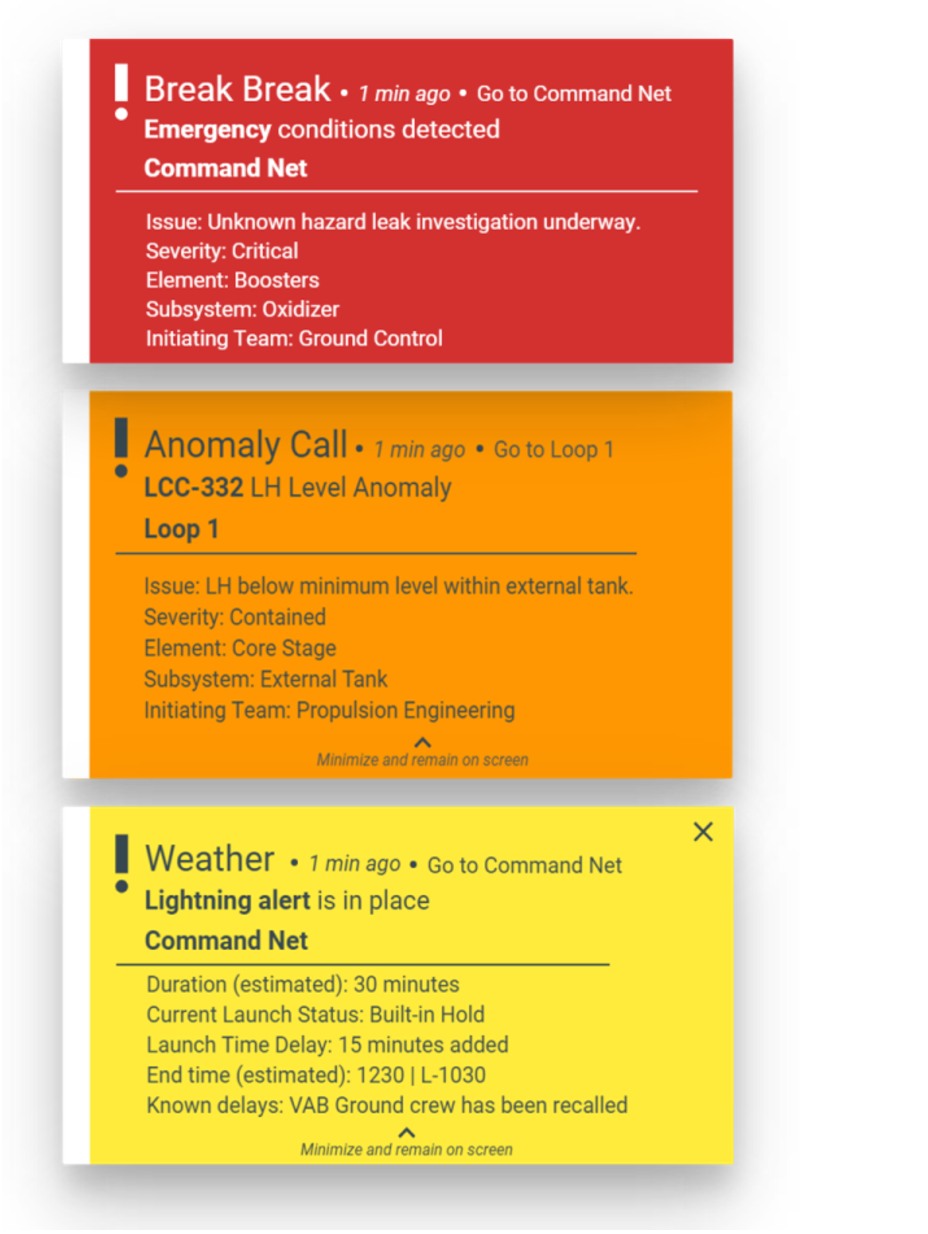 Break Break • 1 min ago • Go to Command Net
Emergency conditions detected
Command Net
Issue: Unknown hazard leak investigation underway.
Severity: Critical
Element: Boosters
Subsystem: Oxidizer
Initiating Team: Ground Control
Anomaly Call • 1 min ago • Go to Loop 1
LCC-332 LH Level Anomaly
Loop 1
Issue: LH below minimum level within external tank.
Severity: Contained
Element: Core Stage
Subsystem: External Tank
Initiating Team: Propulsion Engineering
Minimize and remain on screen
Weather • 1 min ago • Go to Command Net
Lightning alert is in place
Command Net
Duration (estimated): 30 minutes
Current Launch Status: Built-in Hold
Launch Time Delay: 15 minutes added
End time (estimated): 1230 | L-1030
Known delays: VAB Ground crew has been recalled
Minimize and remain on screen